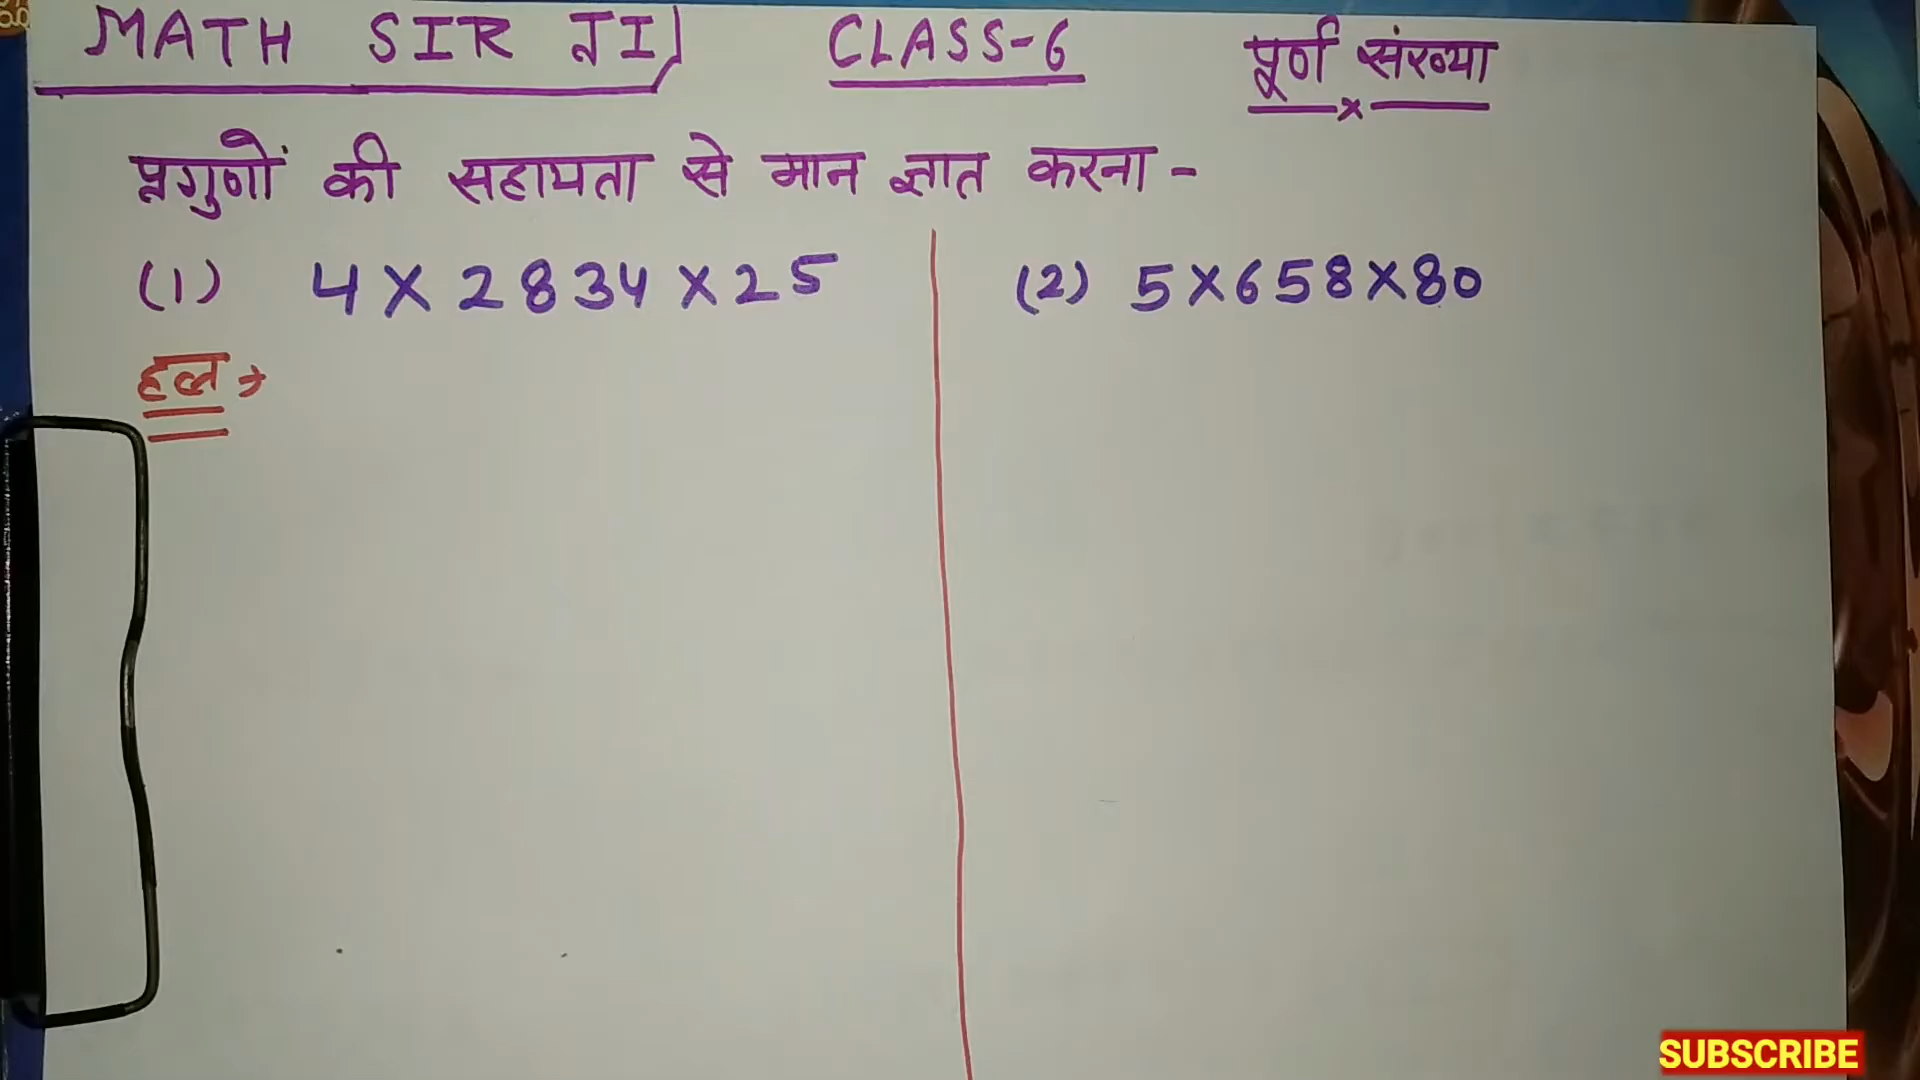 MATH SIR JI CLASS-6 पूर्ण संख्या
प्रगुणों की सहायता से मान ज्ञात करना -
(1) 4 × 2834 × 25
(2) 5×658×80
हल →
SUBSCRIBE